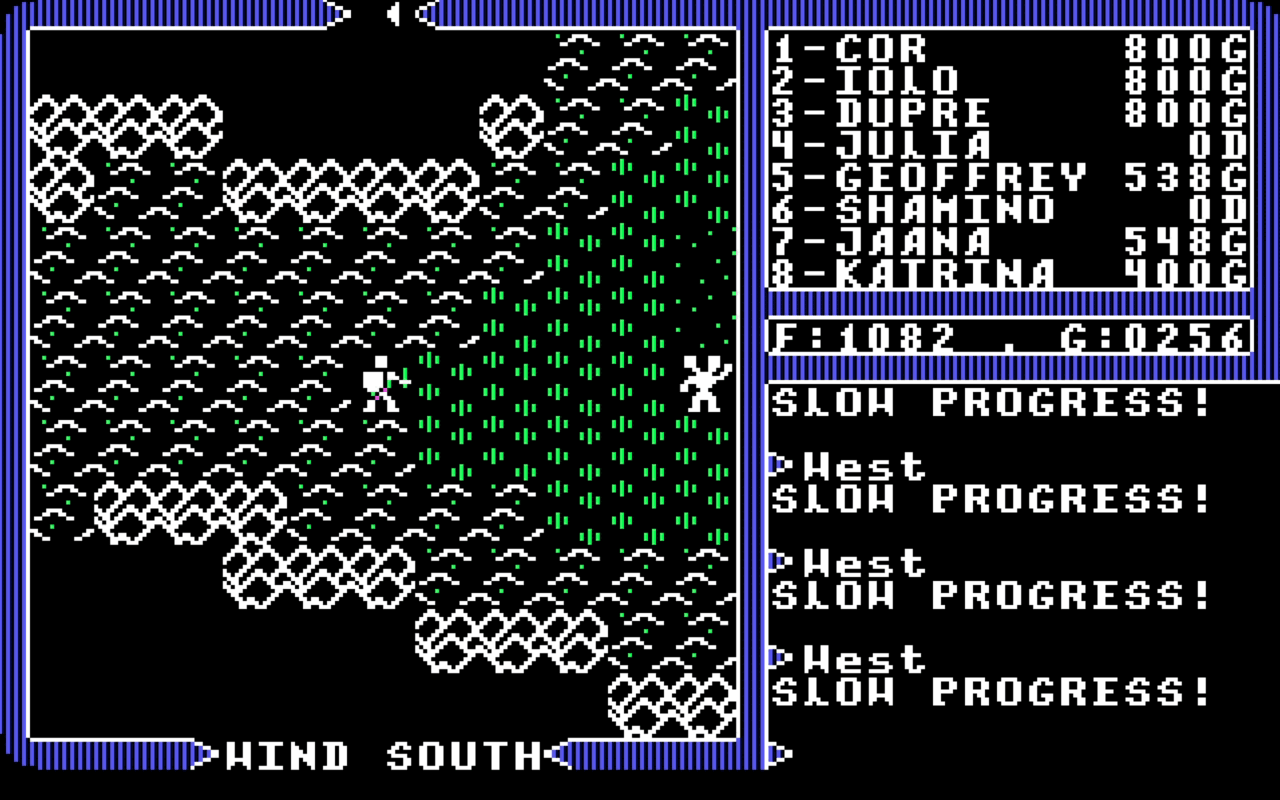 1-COR 800G
2-IOLO 800G
3-DUPRE 800G
4-JULIA 0D
5-GEOFFREY 538G
6-SHAMINO 0D
7-JAANA 548G
8-KATRINA 400G
F:1082 . G:0256
SLOW PROGRESS!
West
SLOW PROGRESS!
West
SLOW PROGRESS!
West
SLOW PROGRESS!
WIND SOUTH